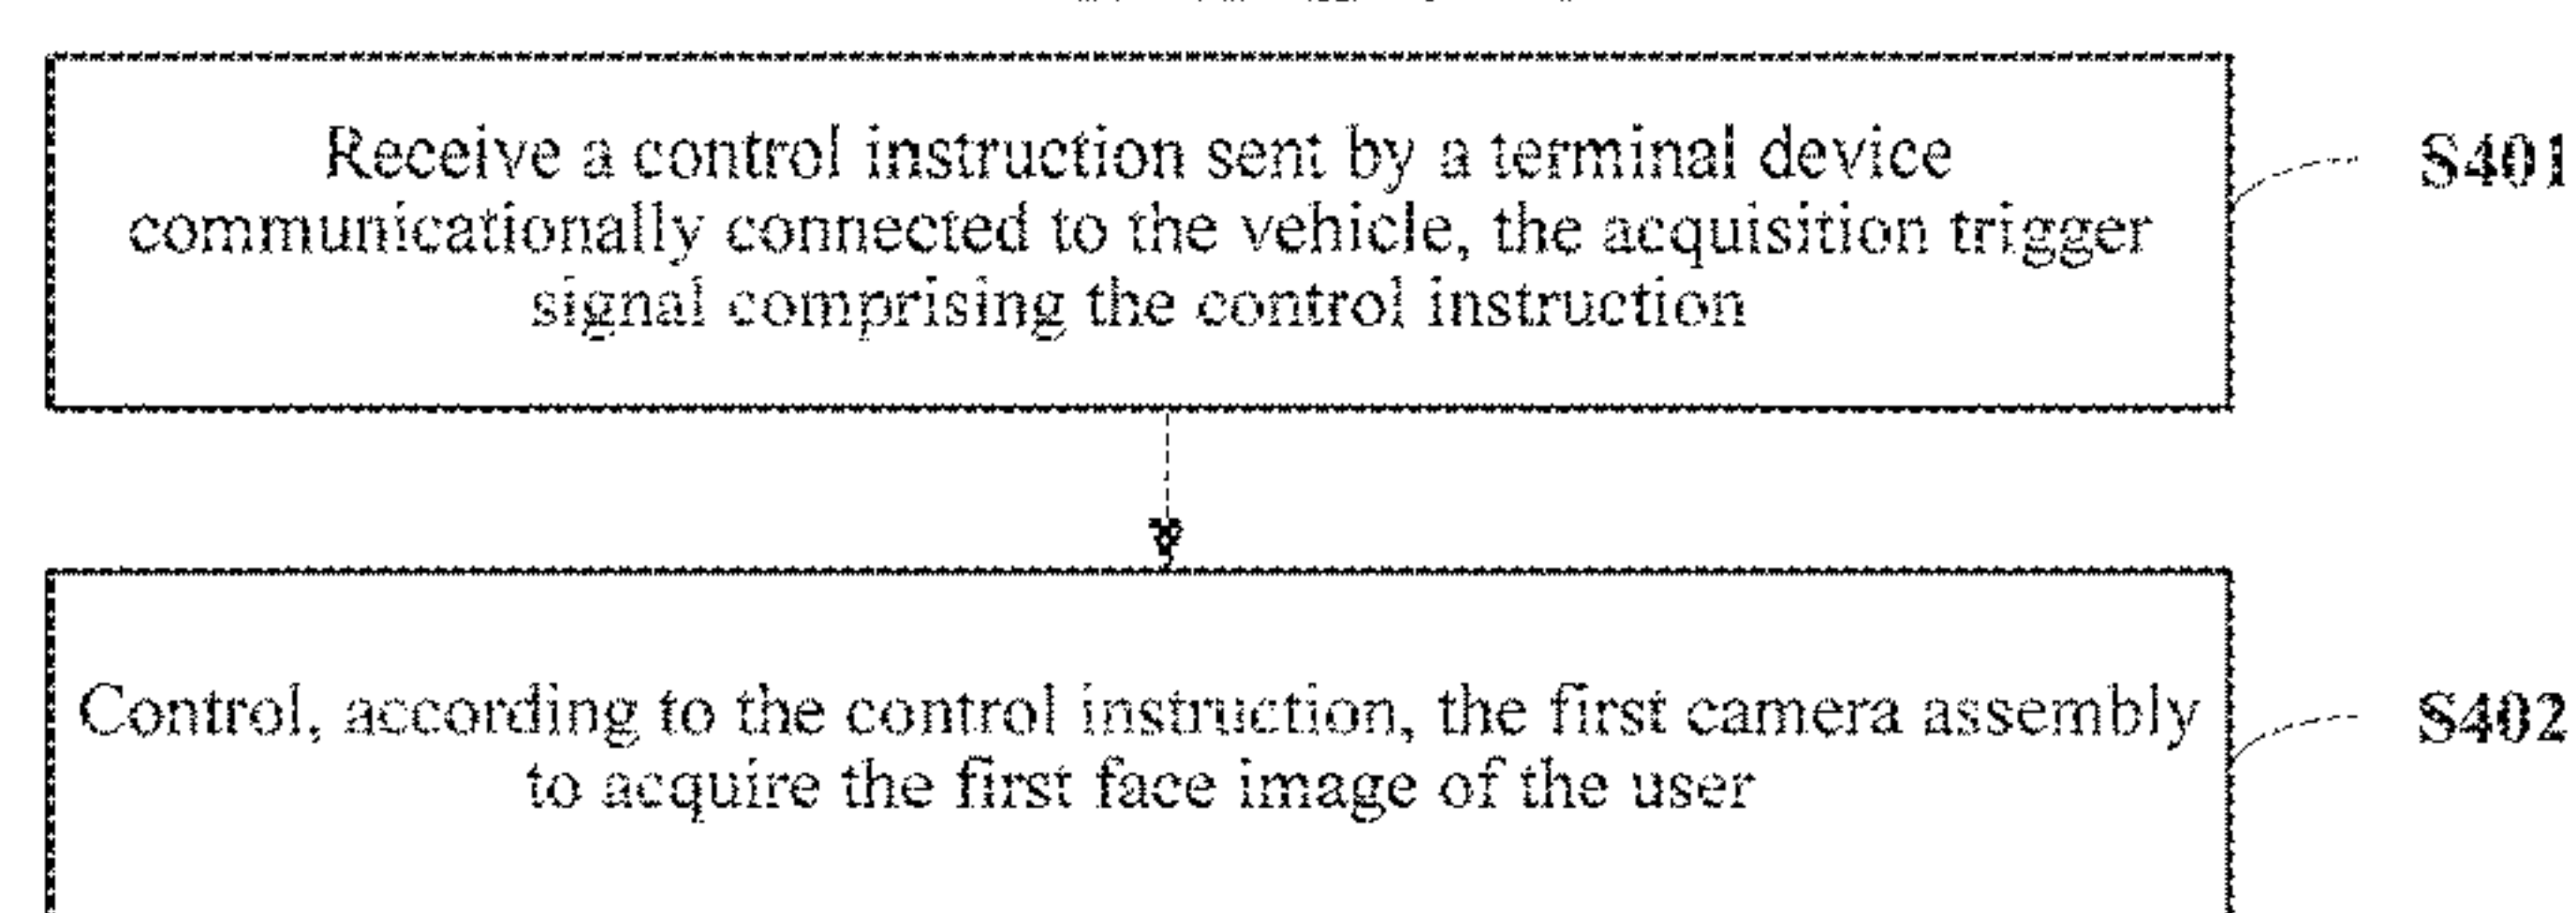 Receive a control instruction sent by a terminal device
communicationally connected to the vehicle, the acquisition trigger
signal comprising the control instruction
S401
Control, according to the control instruction, the first camera assembly
to acquire the first face image of the user
S402